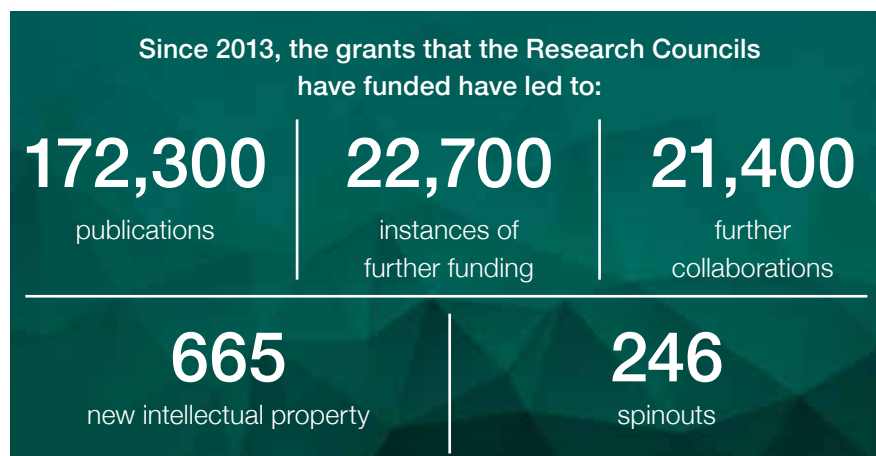 Since 2013, the grants that the Research Councils
have funded have led to:
172,300
publications
22,700
instances of
further funding
21,400
further
collaborations
665
new intellectual property
246
spinouts